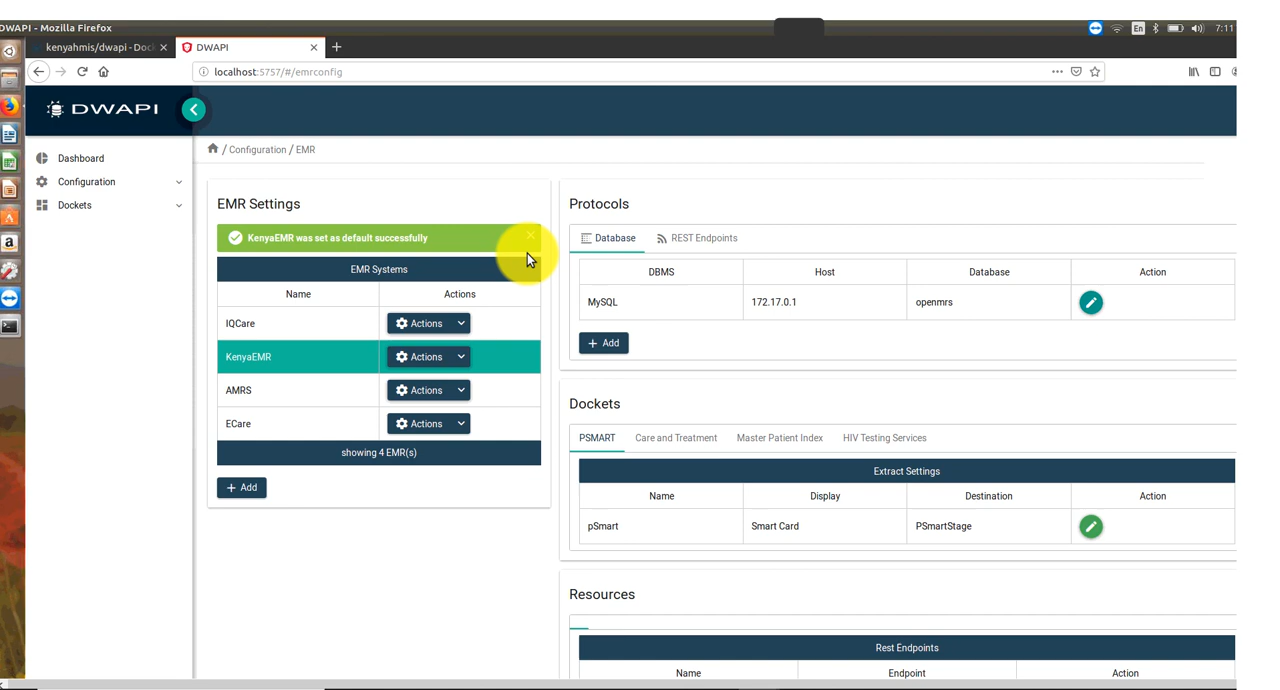 DWAPI - Mozilla Firefox
En
7:11
kenyahmis/dwapi - Doc
DWAPI
localhost:5757/#/emrconfig
DWAPI
/ Configuration / EMR
Dashboard
Configuration
Dockets
EMR Settings
KenyaEMR was set as default successfully
EMR Systems
Name Actions
IQCare Actions
KenyaEMR Actions
AMRS Actions
ECare Actions
showing 4 EMR(s)
+ Add
Protocols
Database REST Endpoints
DBMS Host Database Action
MySQL 172.17.0.1 openmrs
+ Add
Dockets
PSMART Care and Treatment Master Patient Index HIV Testing Services
Extract Settings
Name Display Destination Action
pSmart Smart Card PSmartStage
Resources
Rest Endpoints
Name Endpoint Action